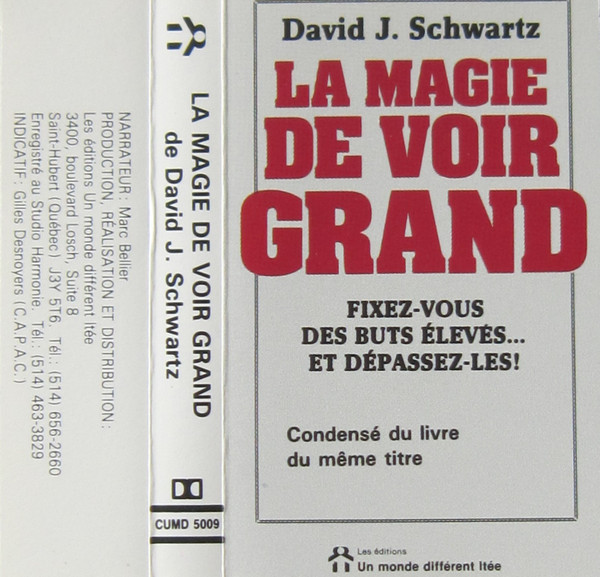 NARRATEUR : Marc Bellier
PRODUCTION, RÉALISATION ET DISTRIBUTION :
Les éditions Un monde différent ltée
3400, boulevard Losch, Suite 8
Saint-Hubert (Québec) J3Y 5T6 Tél.: (514) 656-2660
Enregistré au Studio Harmonie. Tél.: (514) 463-3829
INDICATIF : Gilles Desnoyers (C.A.P.A.C.)
LA MAGIE DE VOIR GRAND
de David J. Schwartz
CUMD 5009
David J. Schwartz
LA MAGIE
DE VOIR
GRAND
FIXEZ-VOUS
DES BUTS ÉLEVÉS...
ET DÉPASSEZ-LES!
Condensé du livre
du même titre
Les éditions
Un monde différent ltée